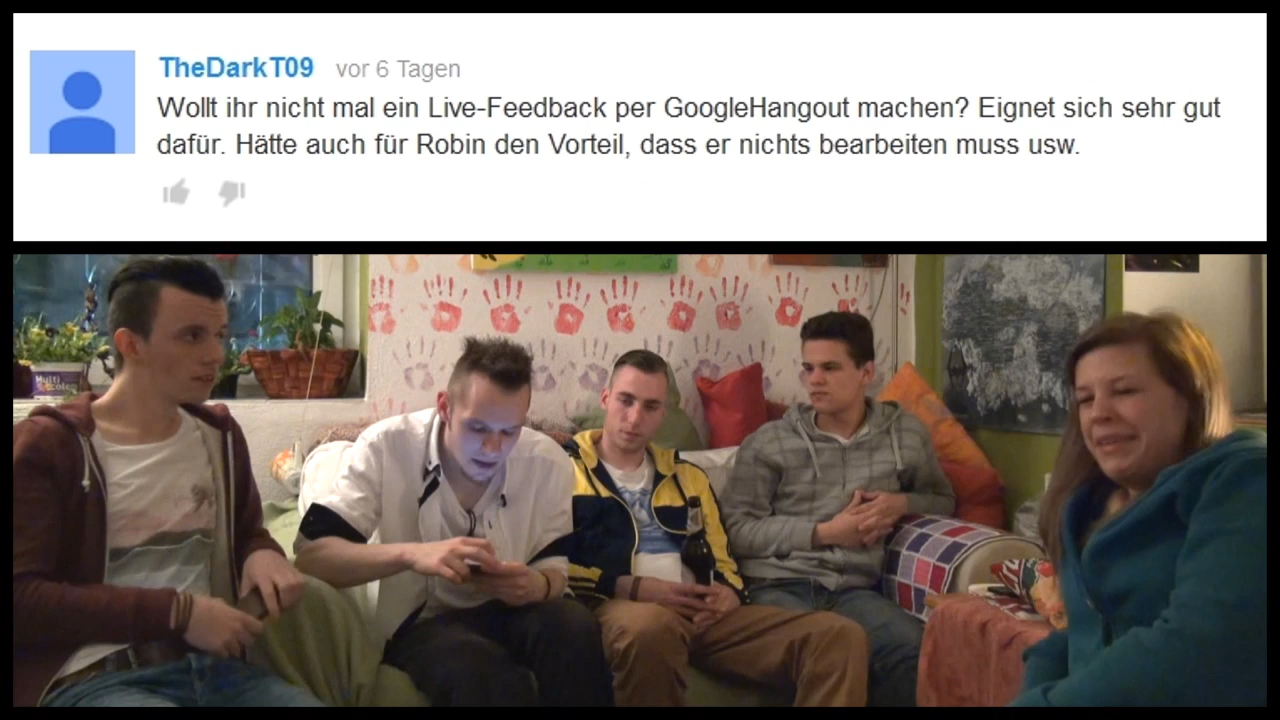 TheDarkT09 vor 6 Tagen
Wollt ihr nicht mal ein Live-Feedback per GoogleHangout machen? Eignet sich sehr gut
dafür. Hätte auch für Robin den Vorteil, dass er nichts bearbeiten muss usw.
Multi